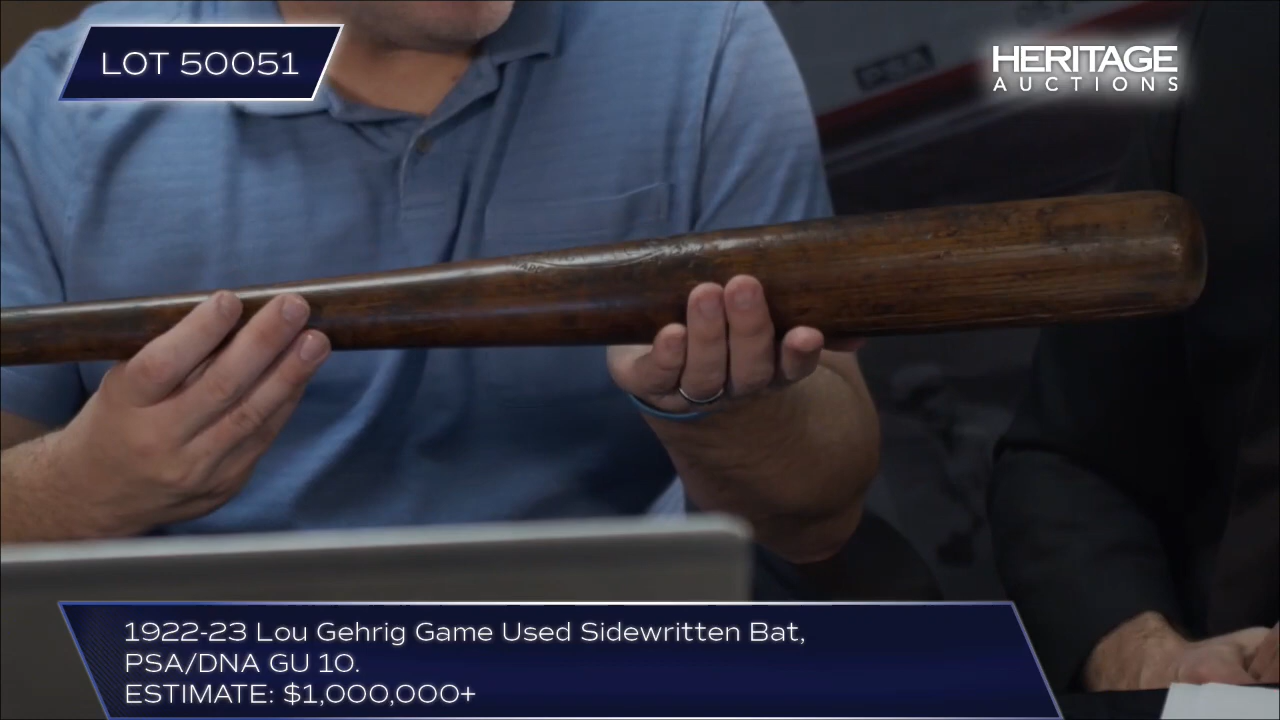 LOT 50051
HERITAGE
AUCTIONS
1922-23 Lou Gehrig Game Used Sidewritten Bat,
PSA/DNA GU 10.
ESTIMATE: $1,000,000+